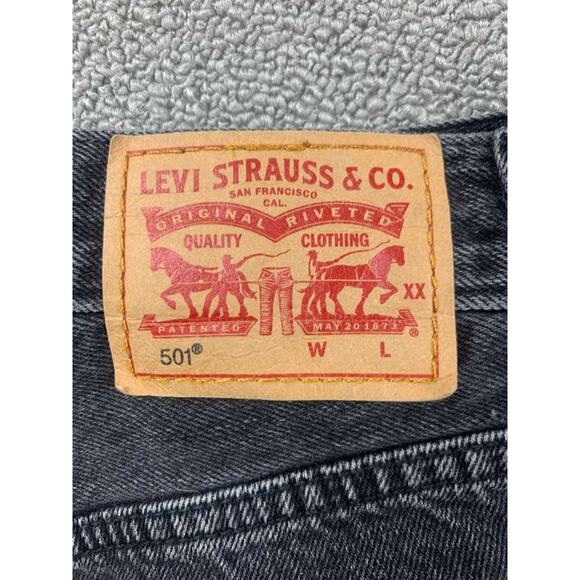 LEVI STRAUSS & CO.
SAN FRANCISCO
CAL.
ORIGINAL RIVETED
QUALITY CLOTHING
XX
PATENTED MAY 20 1873 ®
501® W L